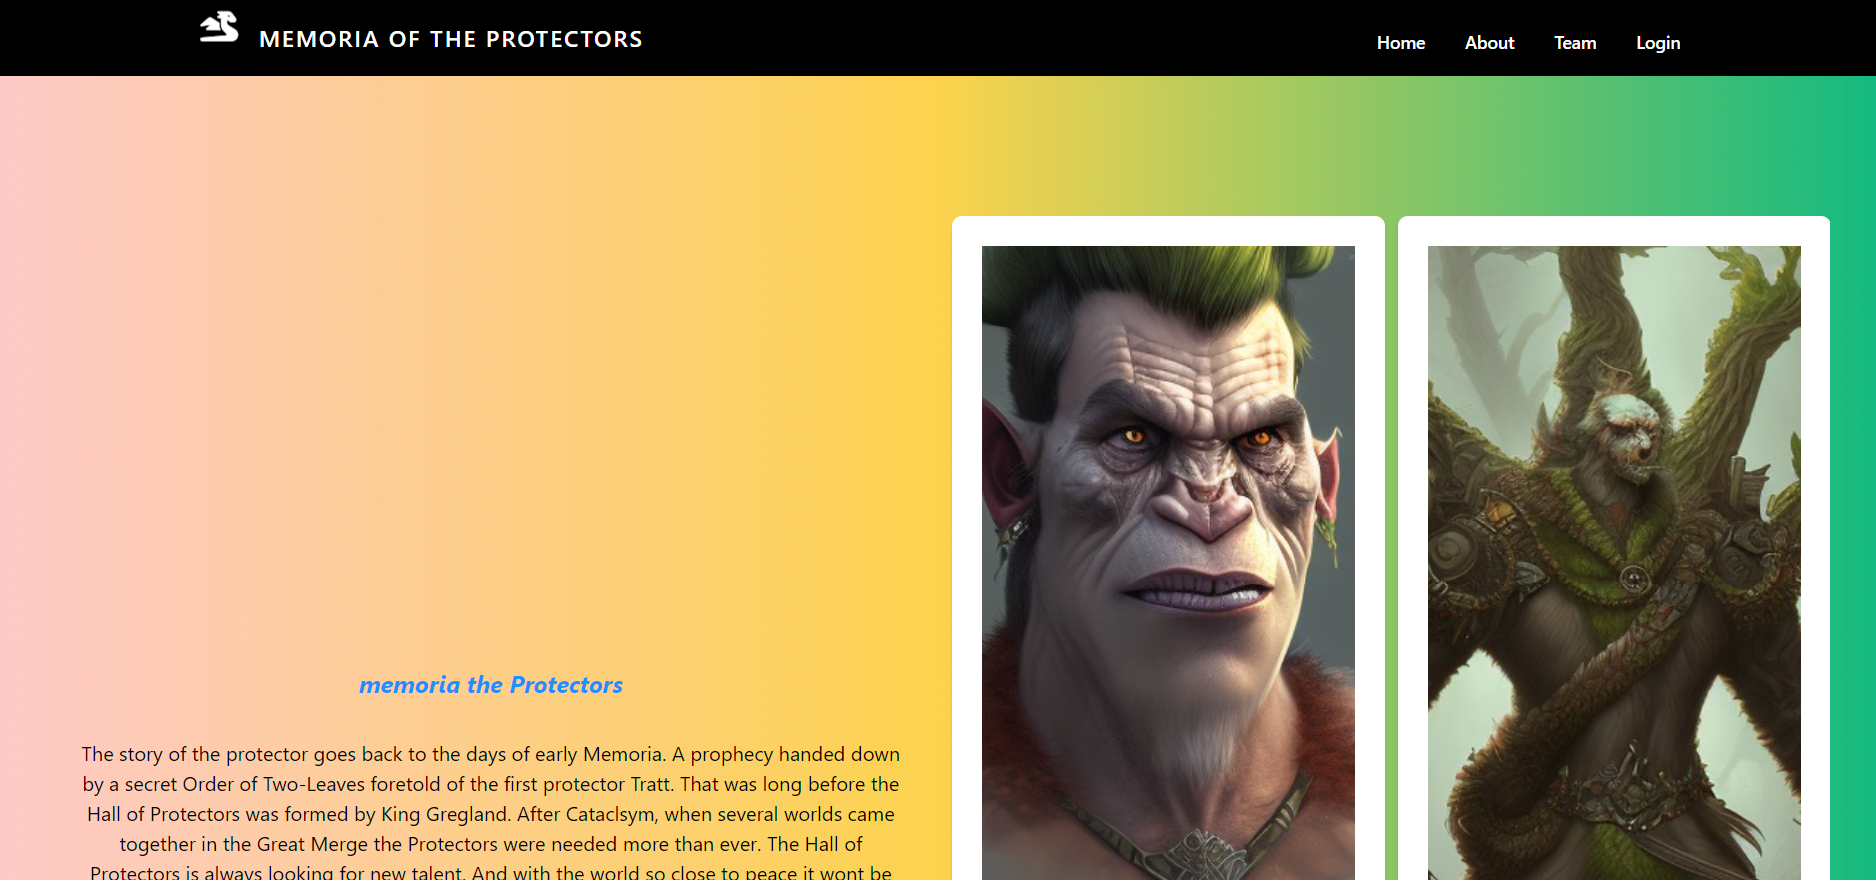 MEMORIA OF THE PROTECTORS
Home About Team Login
memoria the Protectors
The story of the protector goes back to the days of early Memoria. A prophecy handed down
by a secret Order of Two-Leaves foretold of the first protector Tratt. That was long before the
Hall of Protectors was formed by King Gregland. After Cataclsym, when several worlds came
together in the Great Merge the Protectors were needed more than ever. The Hall of
Protectors is always looking for new talent. And with the world so close to peace it wont be